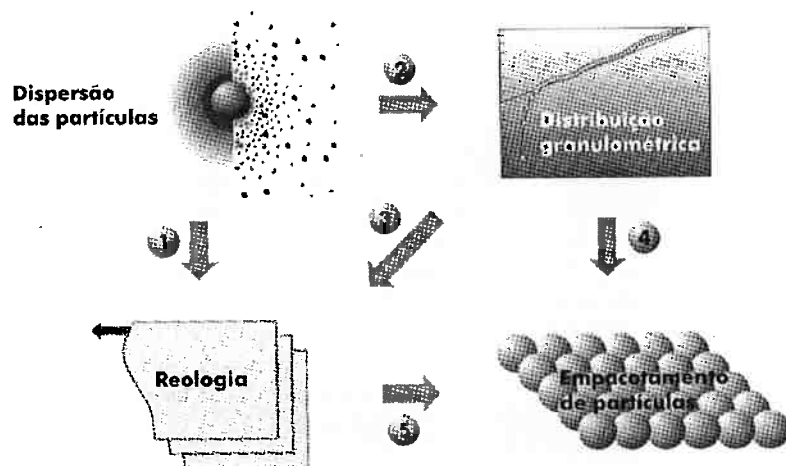 Dispersão
das partículas
2
Distribuição
granulométrica
1
3
4
Reologia
5
Empacotamento
de partículas